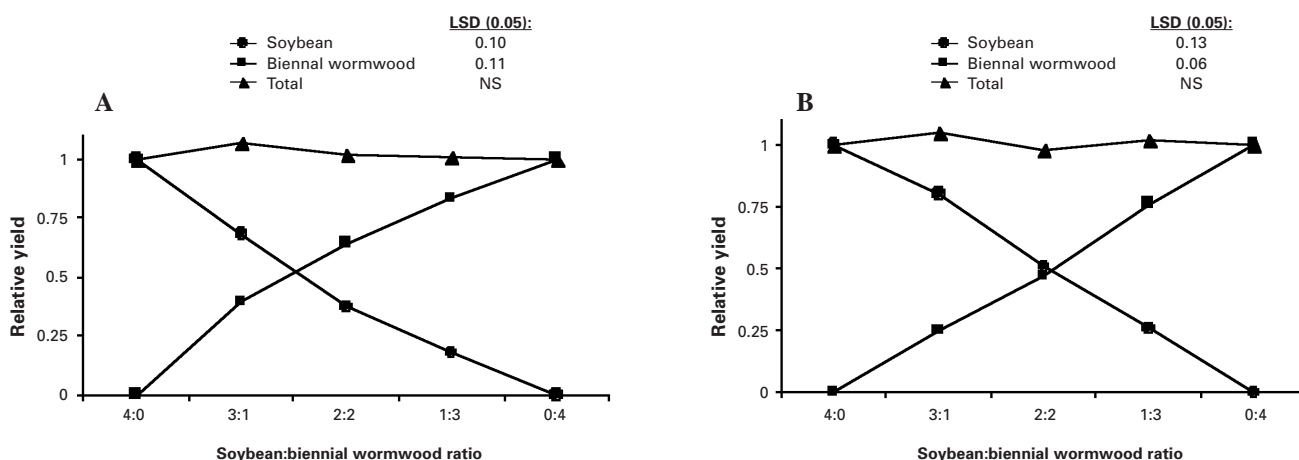 LSD (0.05):
Soybean 0.10
Biennal wormwood 0.11
Total NS
A
1
0.75
0.5
0.25
0
4:0 3:1 2:2 1:3 0:4
Relative yield
Soybean:biennial wormwood ratio
LSD (0.05):
Soybean 0.13
Biennal wormwood 0.06
Total NS
B
1
0.75
0.5
0.25
0
4:0 3:1 2:2 1:3 0:4
Relative yield
Soybean:biennial wormwood ratio